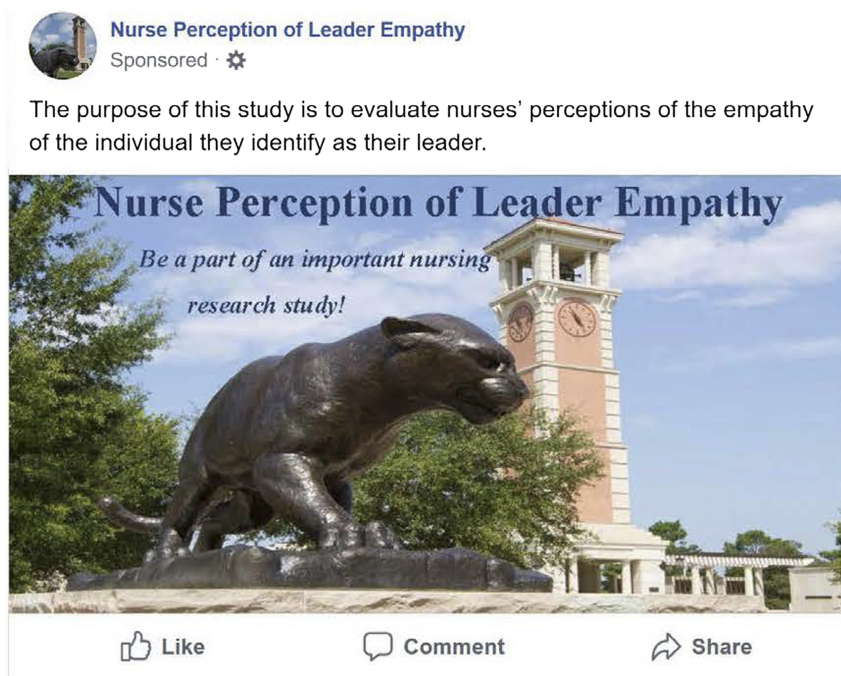 Nurse Perception of Leader Empathy
Sponsored ·
The purpose of this study is to evaluate nurses’ perceptions of the empathy
of the individual they identify as their leader.
Nurse Perception of Leader Empathy
Be a part of an important nursing
research study!
Like
Comment
Share